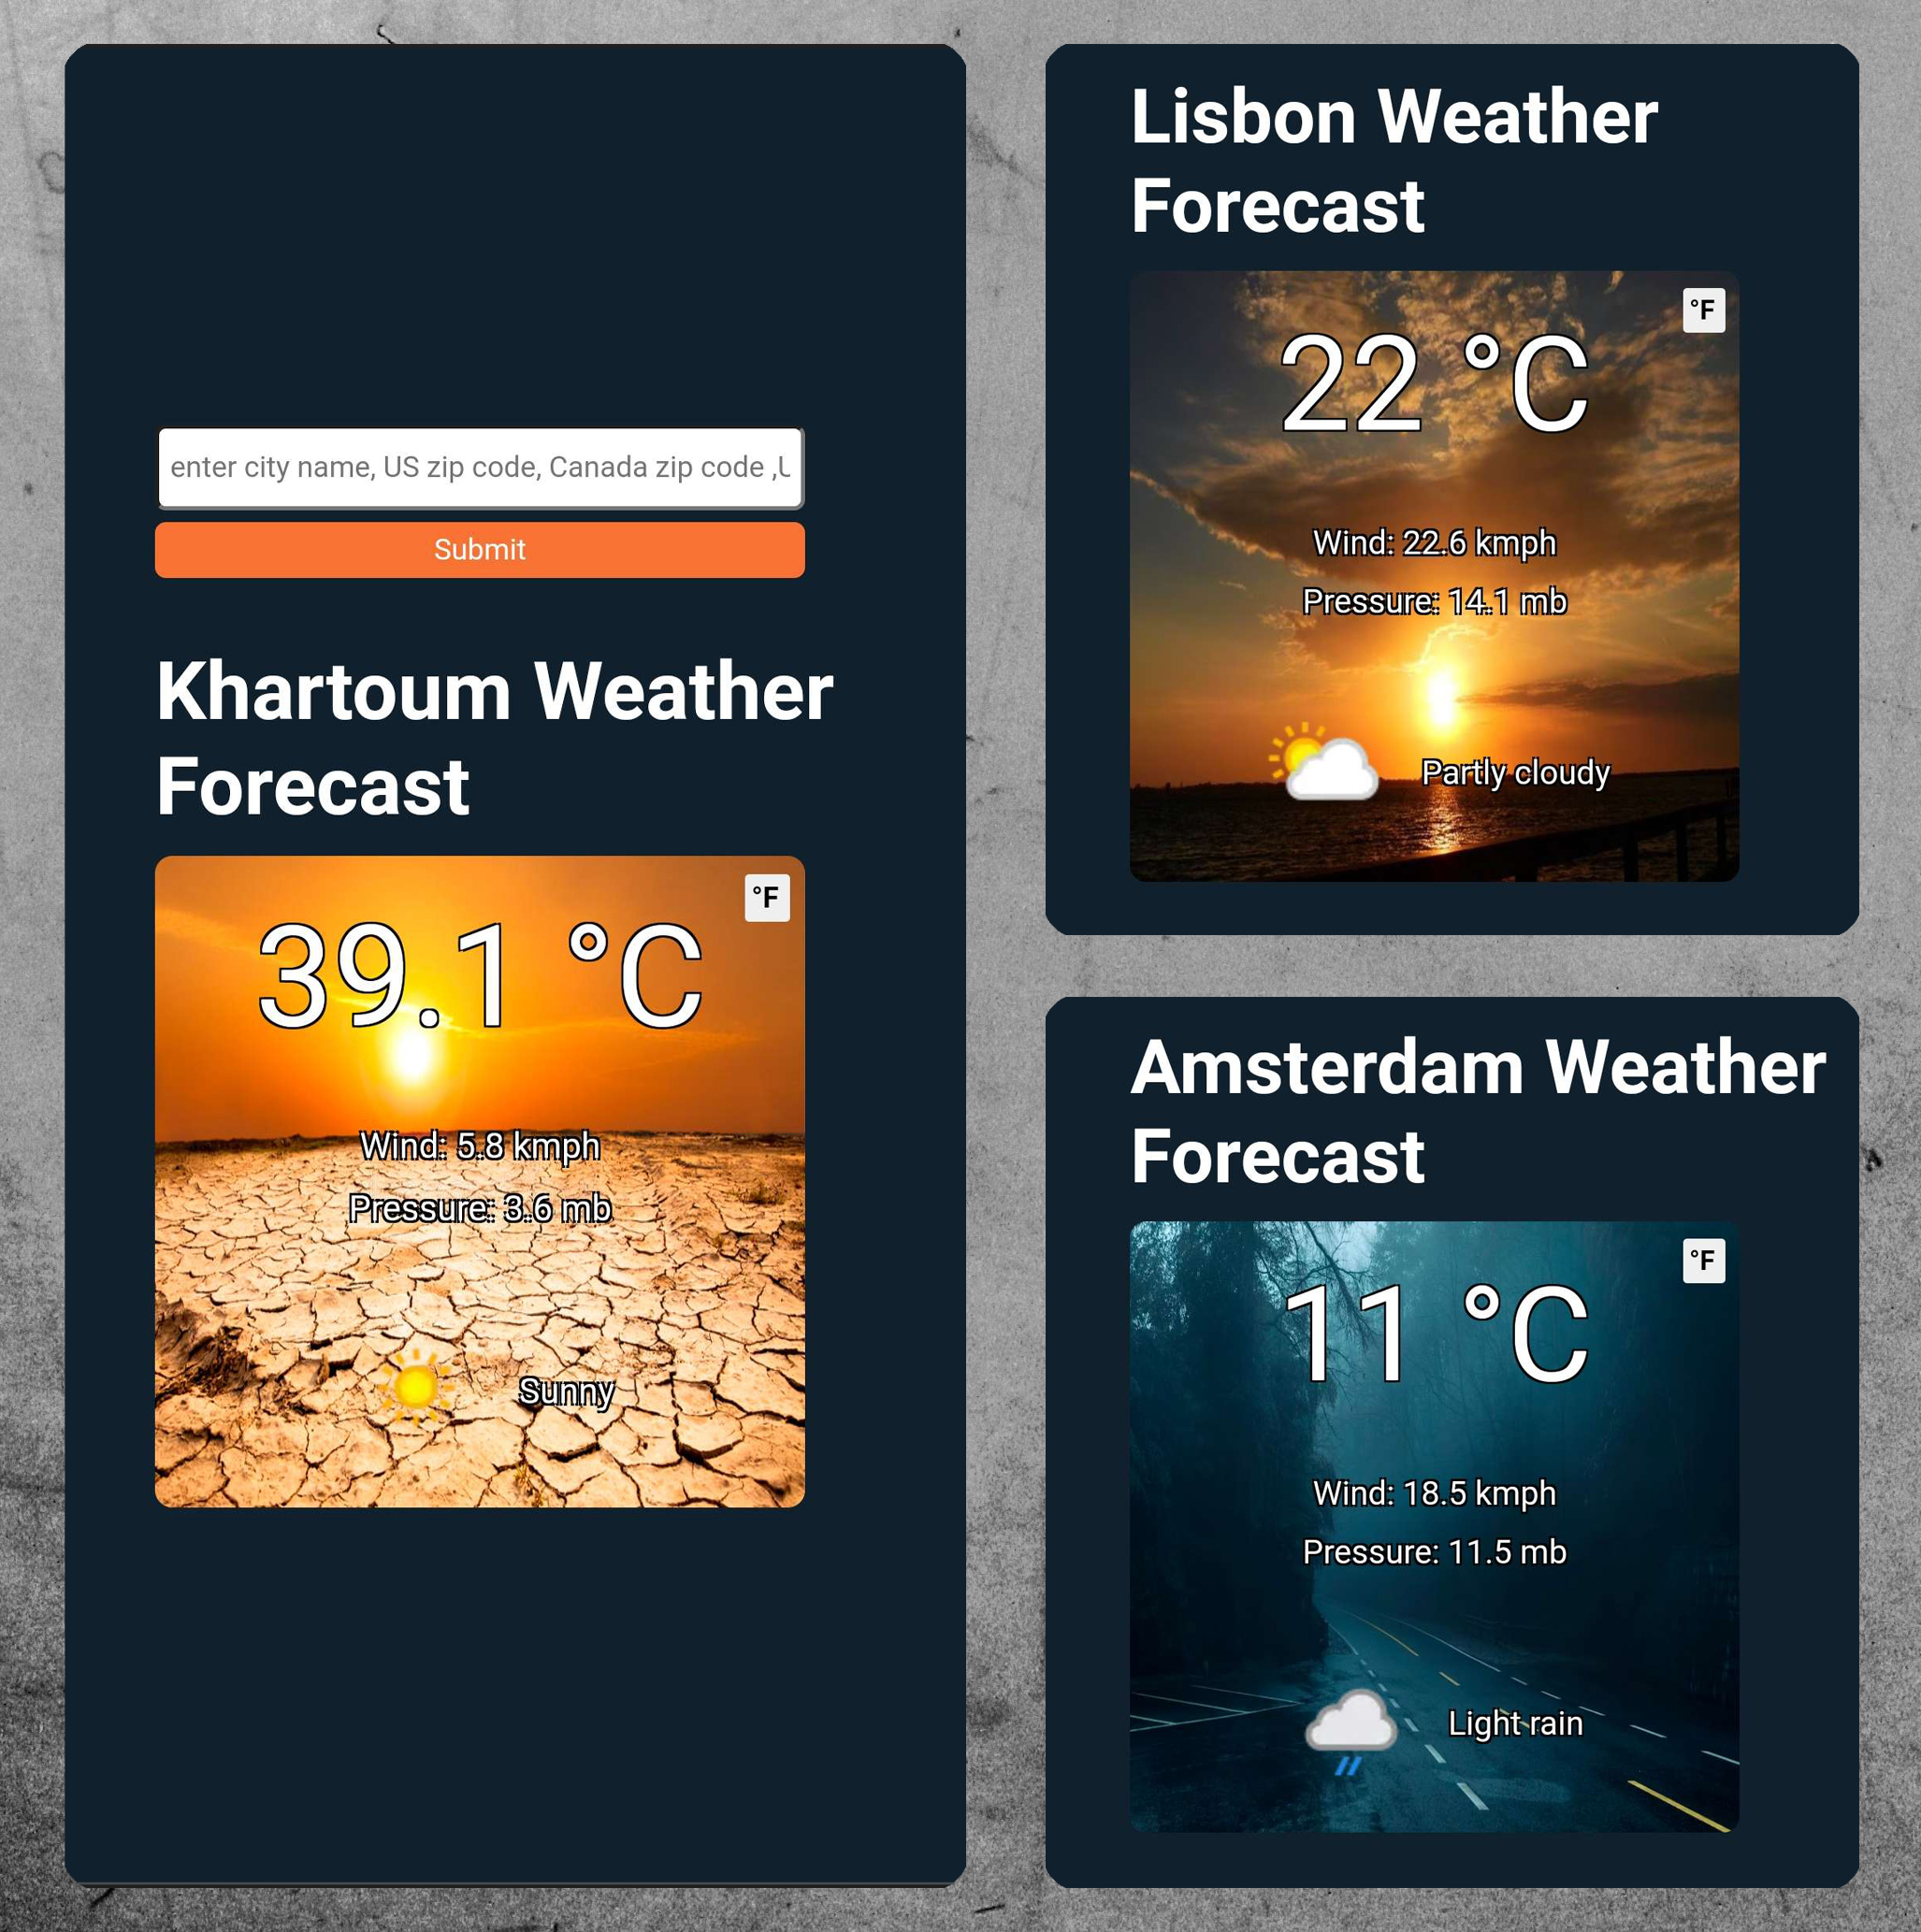 enter city name, US zip code, Canada zip code ,U
Submit
Khartoum Weather
Forecast
°F
39.1 °C
Wind: 5.8 kmph
Pressure: 3.6 mb
Sunny
Lisbon Weather
Forecast
°F
22 °C
Wind: 22.6 kmph
Pressure: 14.1 mb
Partly cloudy
Amsterdam Weather
Forecast
°F
11 °C
Wind: 18.5 kmph
Pressure: 11.5 mb
Light rain